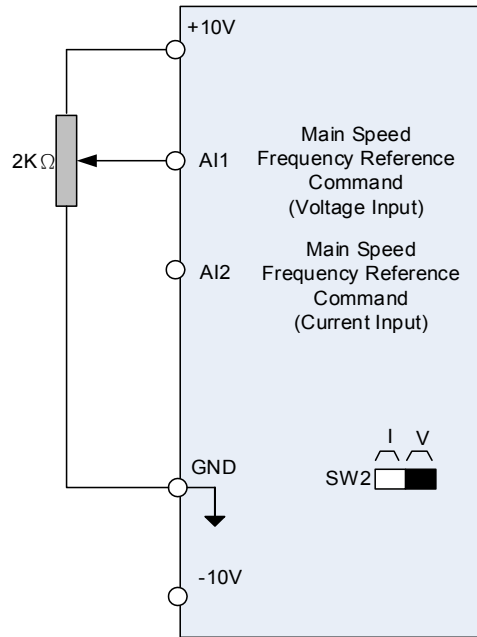 +10V
2KΩ
AI1
Main Speed
Frequency Reference
Command
(Voltage Input)
AI2
Main Speed
Frequency Reference
Command
(Current Input)
I V
SW2
GND
-10V